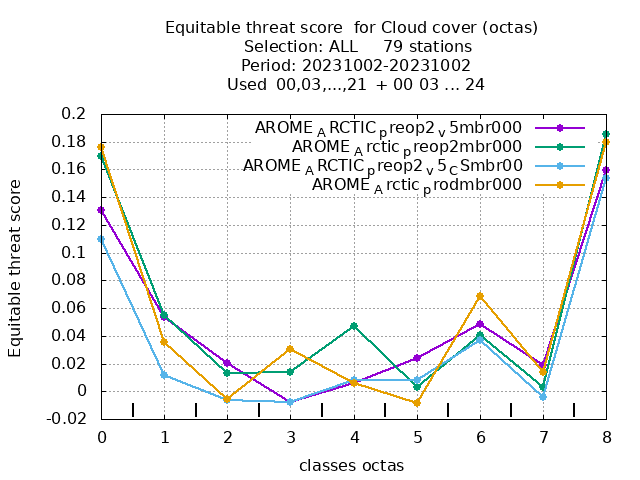 Equitable threat score  for Cloud cover (octas)
Selection: ALL     79 stations
Period: 20231002-20231002
Used  00,03,...,21  + 00 03 ... 24
0.2
0.18
0.16
0.14
0.12
0.1
0.08
0.06
0.04
0.02
0
-0.02
Equitable threat score
AROME_ARCTIC_preop2_v5mbr000
AROME_Arctic_preop2mbr000
AROME_ARCTIC_preop2_v5_CSmbr00
AROME_Arctic_prodmbr000
0 1 2 3 4 5 6 7 8
classes octas